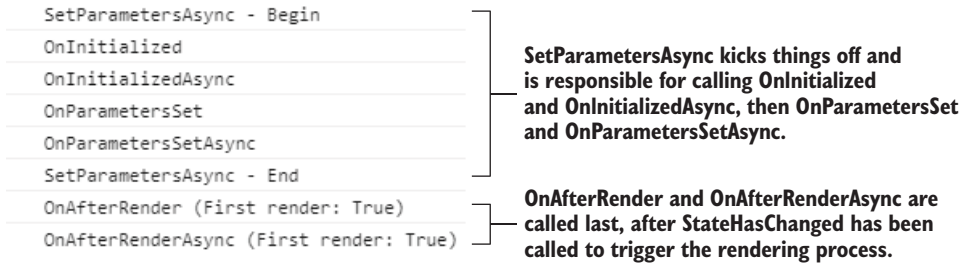 SetParametersAsync - Begin
OnInitialized
OnInitializedAsync
OnParametersSet
OnParametersSetAsync
SetParametersAsync - End
OnAfterRender (First render: True)
OnAfterRenderAsync (First render: True)
SetParametersAsync kicks things off and
is responsible for calling OnInitialized
and OnInitializedAsync, then OnParametersSet
and OnParametersSetAsync.
OnAfterRender and OnAfterRenderAsync are
called last, after StateHasChanged has been
called to trigger the rendering process.